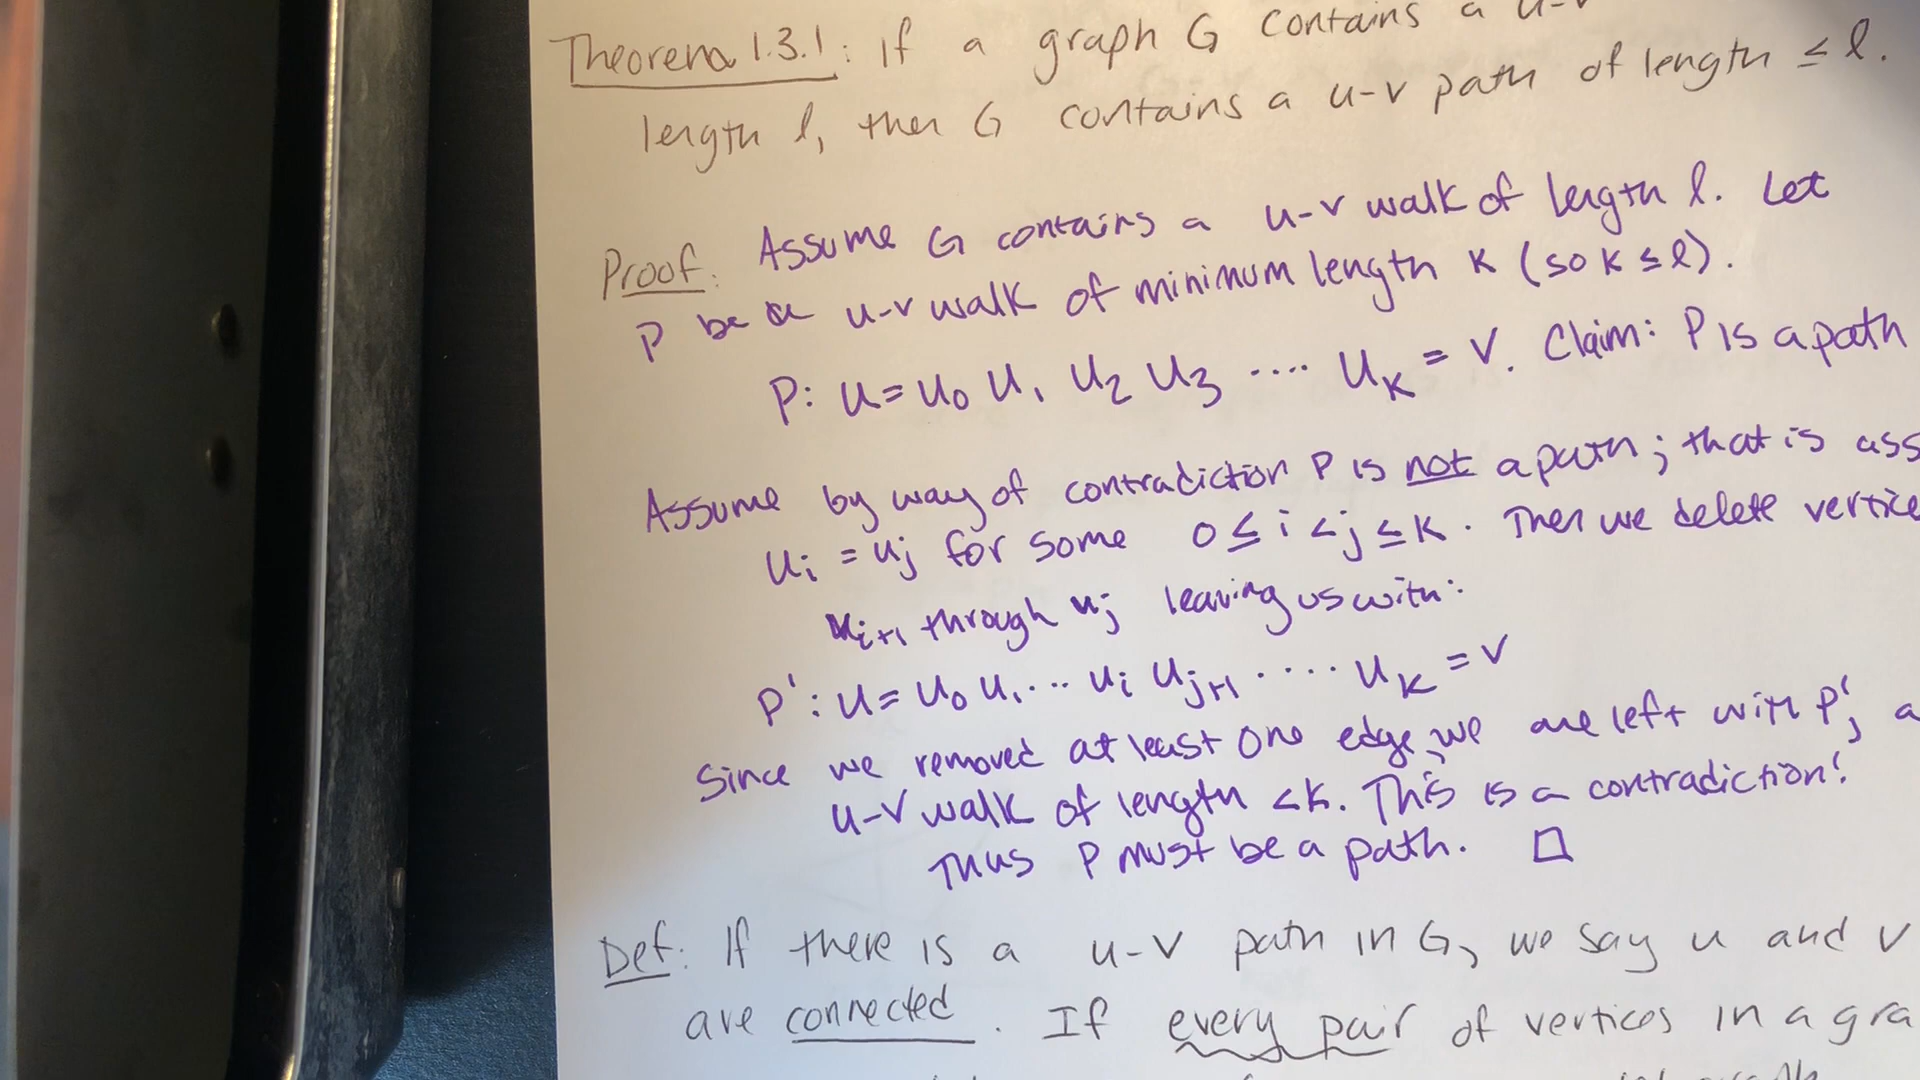 Theorem 1.3.1: If a graph G contains a u-v
length l, then G contains a u-v path of length ≤ l.
Proof: Assume G contains a u-v walk of length l. Let
P be a u-v walk of minimum length k (so k ≤ l).
P: u = u₀ u₁ u₂ u₃ .... uₖ = v. Claim: P is a path
Assume by way of contradiction P is not a path; that is ass
uᵢ = uⱼ for some 0 ≤ i < j ≤ k. Then we delete vertice
uᵢ₊₁ through uⱼ leaving us with:
P': u = u₀ u₁ ... uᵢ uⱼ₊₁ ..... uₖ = v
Since we removed at least one edge, we are left with P', a
u-v walk of length < k. This is a contradiction!
Thus P must be a path. □
Def: If there is a u-v path in G, we say u and v
are connected. If every pair of vertices in a gra